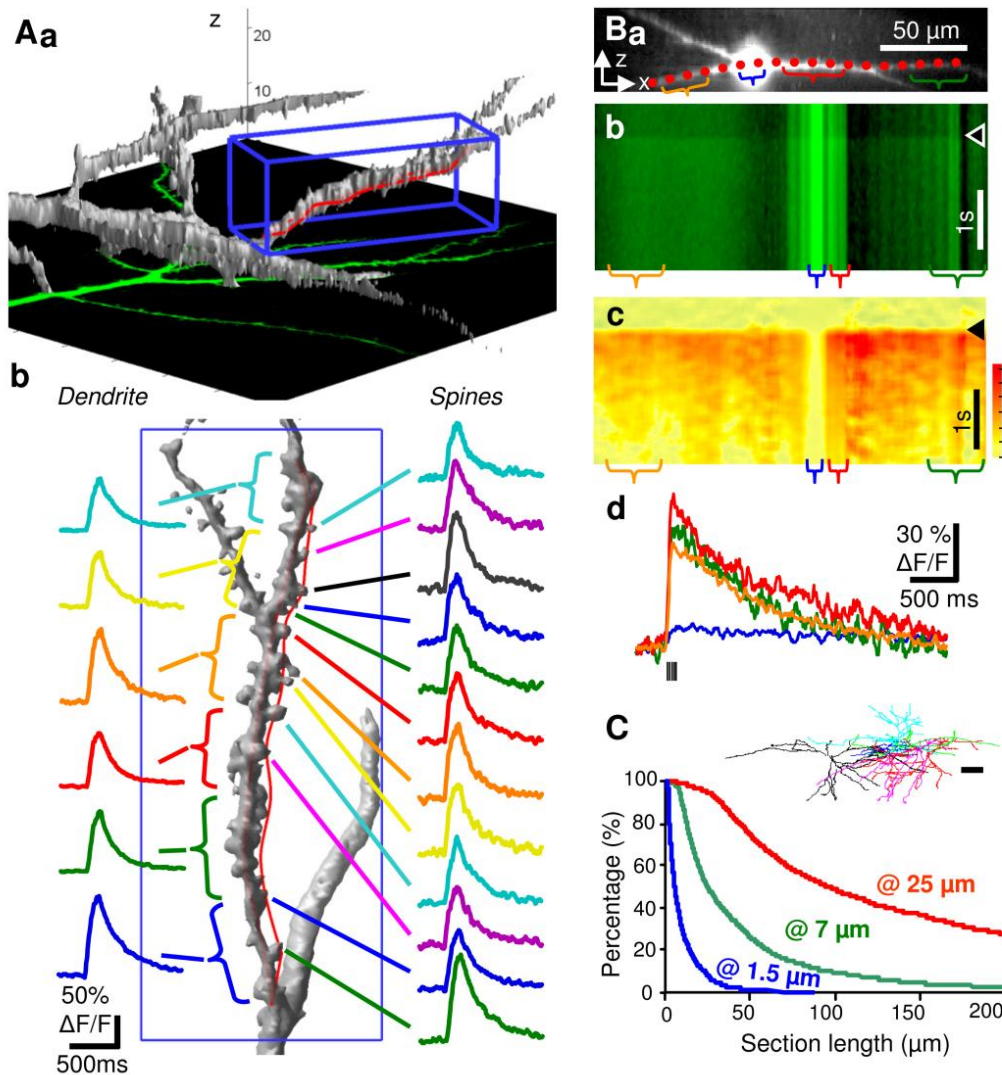 Aa
z
20
10
b
Dendrite
Spines
50%
ΔF/F
500ms
Ba
50 µm
z
x
b
1s
c
1s
d
30 %
ΔF/F
500 ms
C
Percentage (%)
100
80
60
40
20
0
@ 25 µm
@ 7 µm
@ 1.5 µm
0
50
100
150
200
Section length (µm)